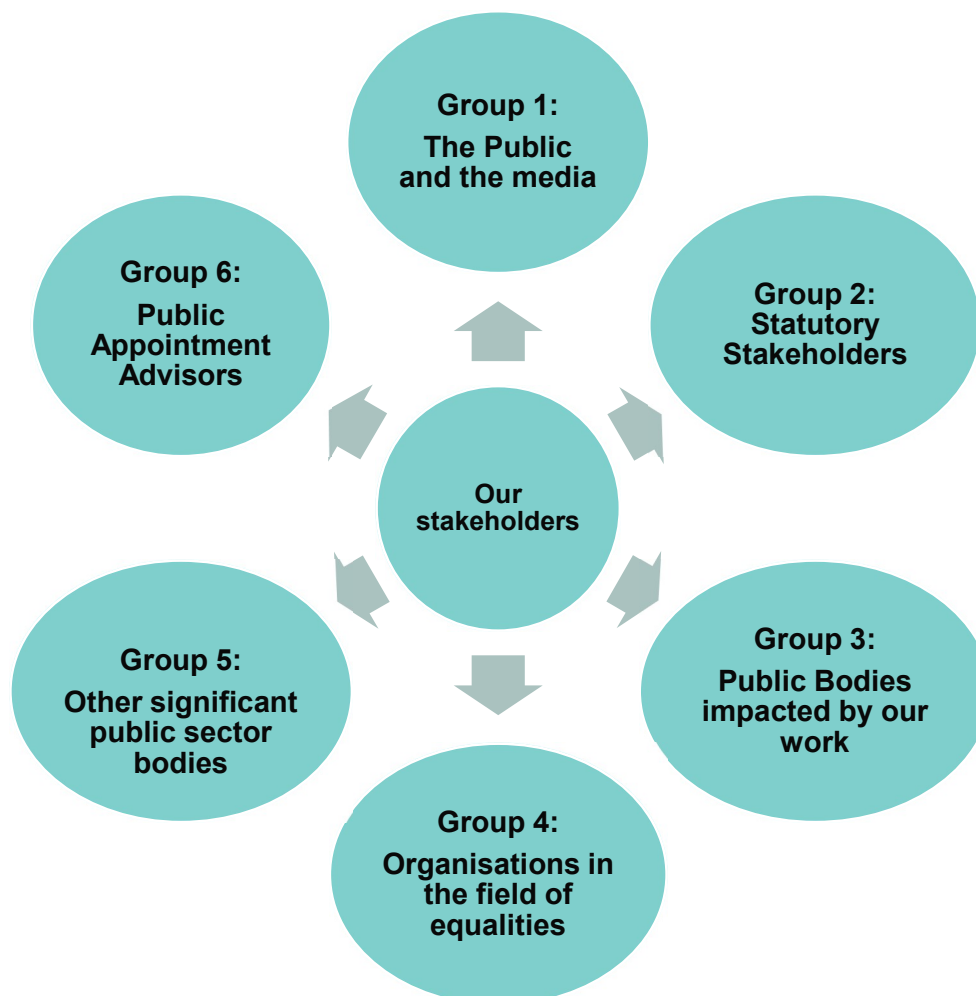 Group 1:
The Public
and the media
Group 2:
Statutory
Stakeholders
Group 3:
Public Bodies
impacted by our
work
Group 4:
Organisations in
the field of
equalities
Group 5:
Other significant
public sector
bodies
Group 6:
Public
Appointment
Advisors
Our
stakeholders